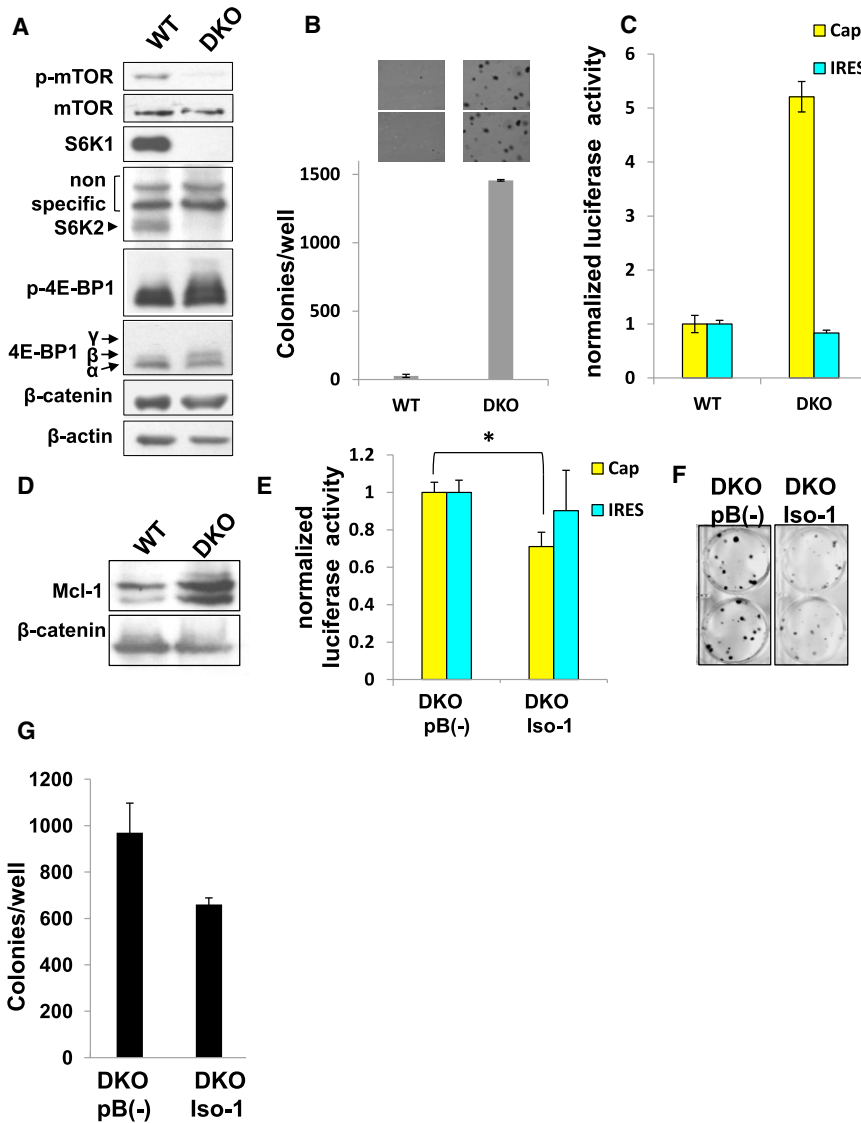 A
WT DKO
p-mTOR
mTOR
S6K1
non
specific
S6K2
p-4E-BP1
4E-BP1
γ
β
α
β-catenin
β-actin
B
Colonies/well
1500
1000
500
0
WT DKO
C
Cap
IRES
normalized luciferase activity
6
5
4
3
2
1
0
WT DKO
D
WT DKO
Mcl-1
β-catenin
E
*
Cap
IRES
normalized
luciferase activity
1.2
1
0.8
0.6
0.4
0.2
0
DKO DKO
pB(-) Iso-1
F
DKO DKO
pB(-) Iso-1
G
Colonies/well
1200
1000
800
600
400
200
0
DKO DKO
pB(-) Iso-1